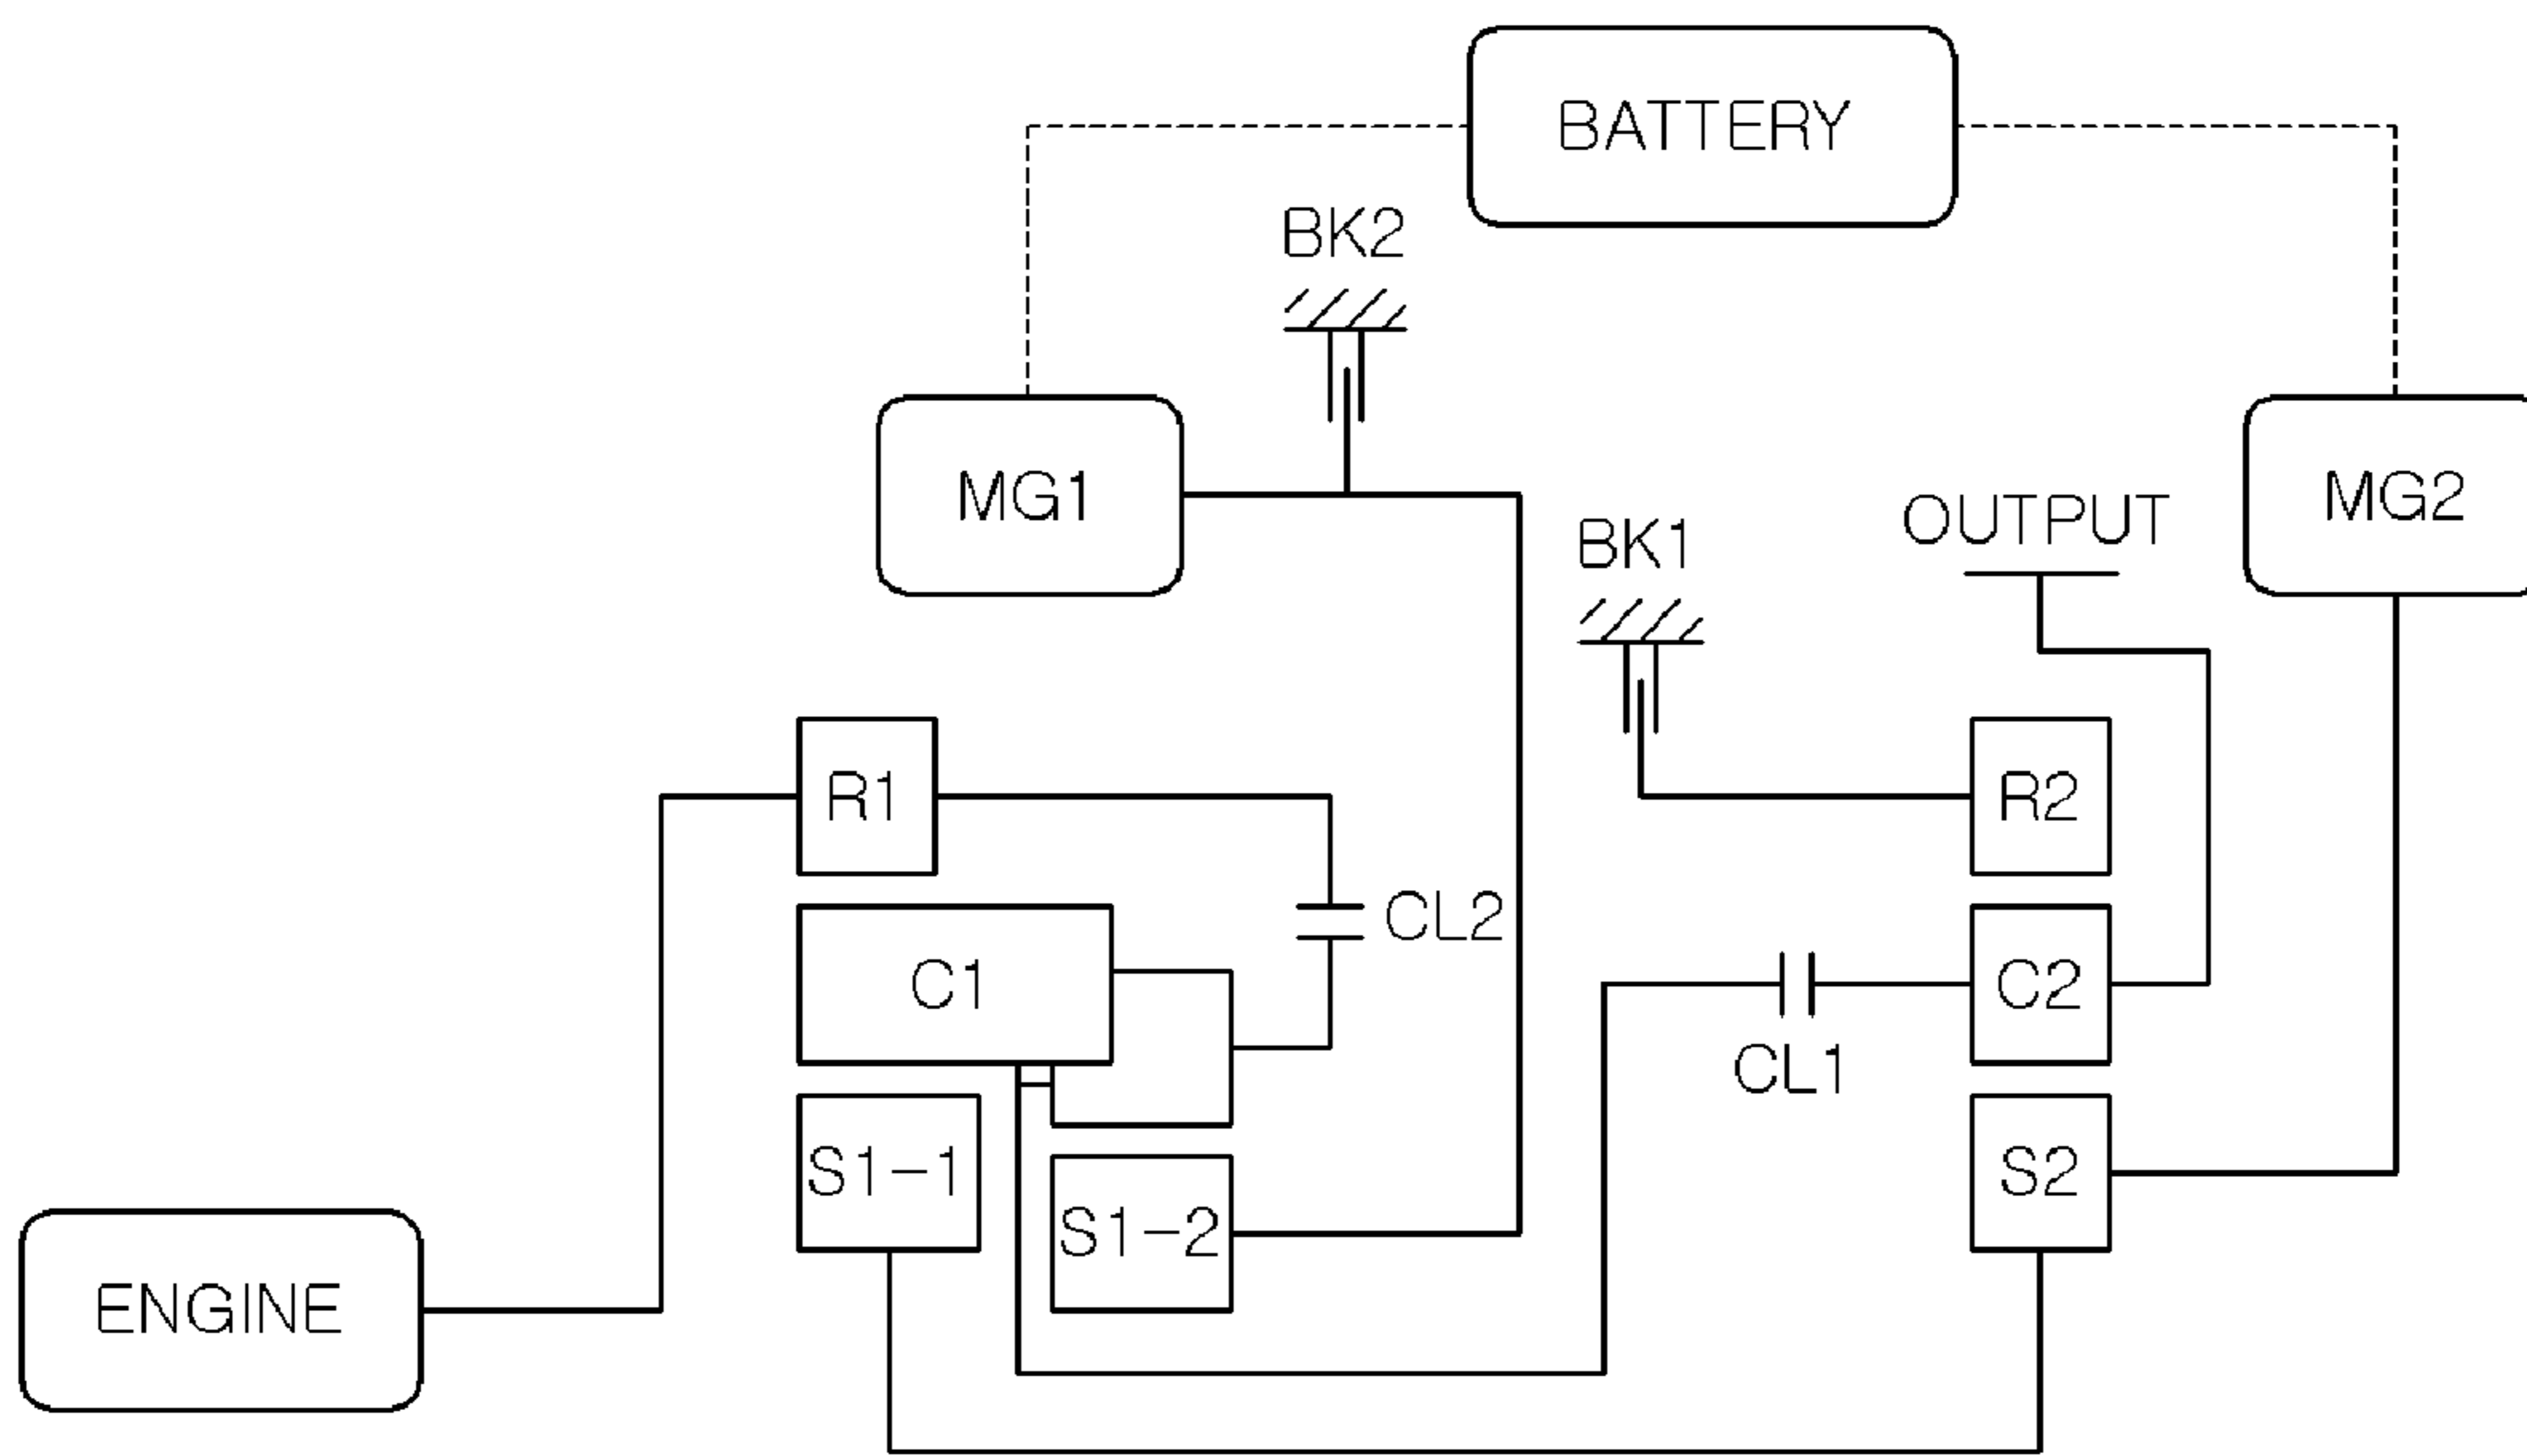 BATTERY
BK2
MG1
MG2
OUTPUT
BK1
R1
R2
CL2
C1
C2
CL1
S1-1
S2
S1-2
ENGINE